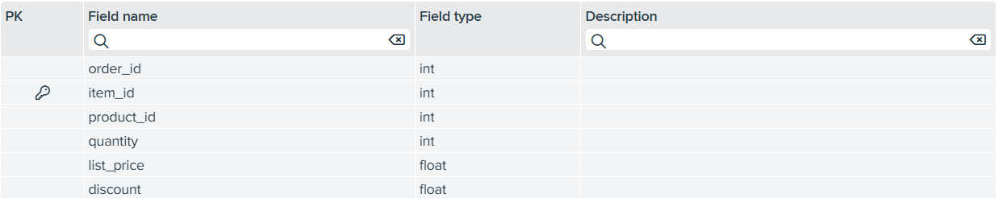 PK Field name Field type Description
order_id int
item_id int
product_id int
quantity int
list_price float
discount float